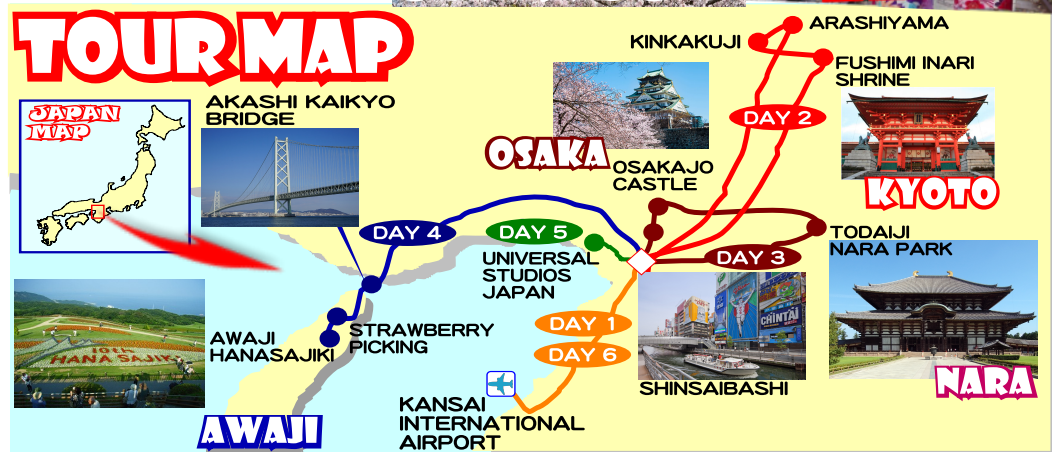 TOUR MAP
JAPAN
MAP
AKASHI KAIKYO
BRIDGE
KINKAKUJI
ARASHIYAMA
FUSHIMI INARI
SHRINE
DAY 2
KYOTO
OSAKA
OSAKAJO
CASTLE
DAY 4
DAY 5
UNIVERSAL
STUDIOS
JAPAN
DAY 3
TODAIJI
NARA PARK
NARA
DAY 1
DAY 6
SHINSAIBASHI
CHINTAI
STRAWBERRY
PICKING
AWAJI
HANASAJIKI
HANA SAJIK
AWAJI
KANSAI
INTERNATIONAL
AIRPORT